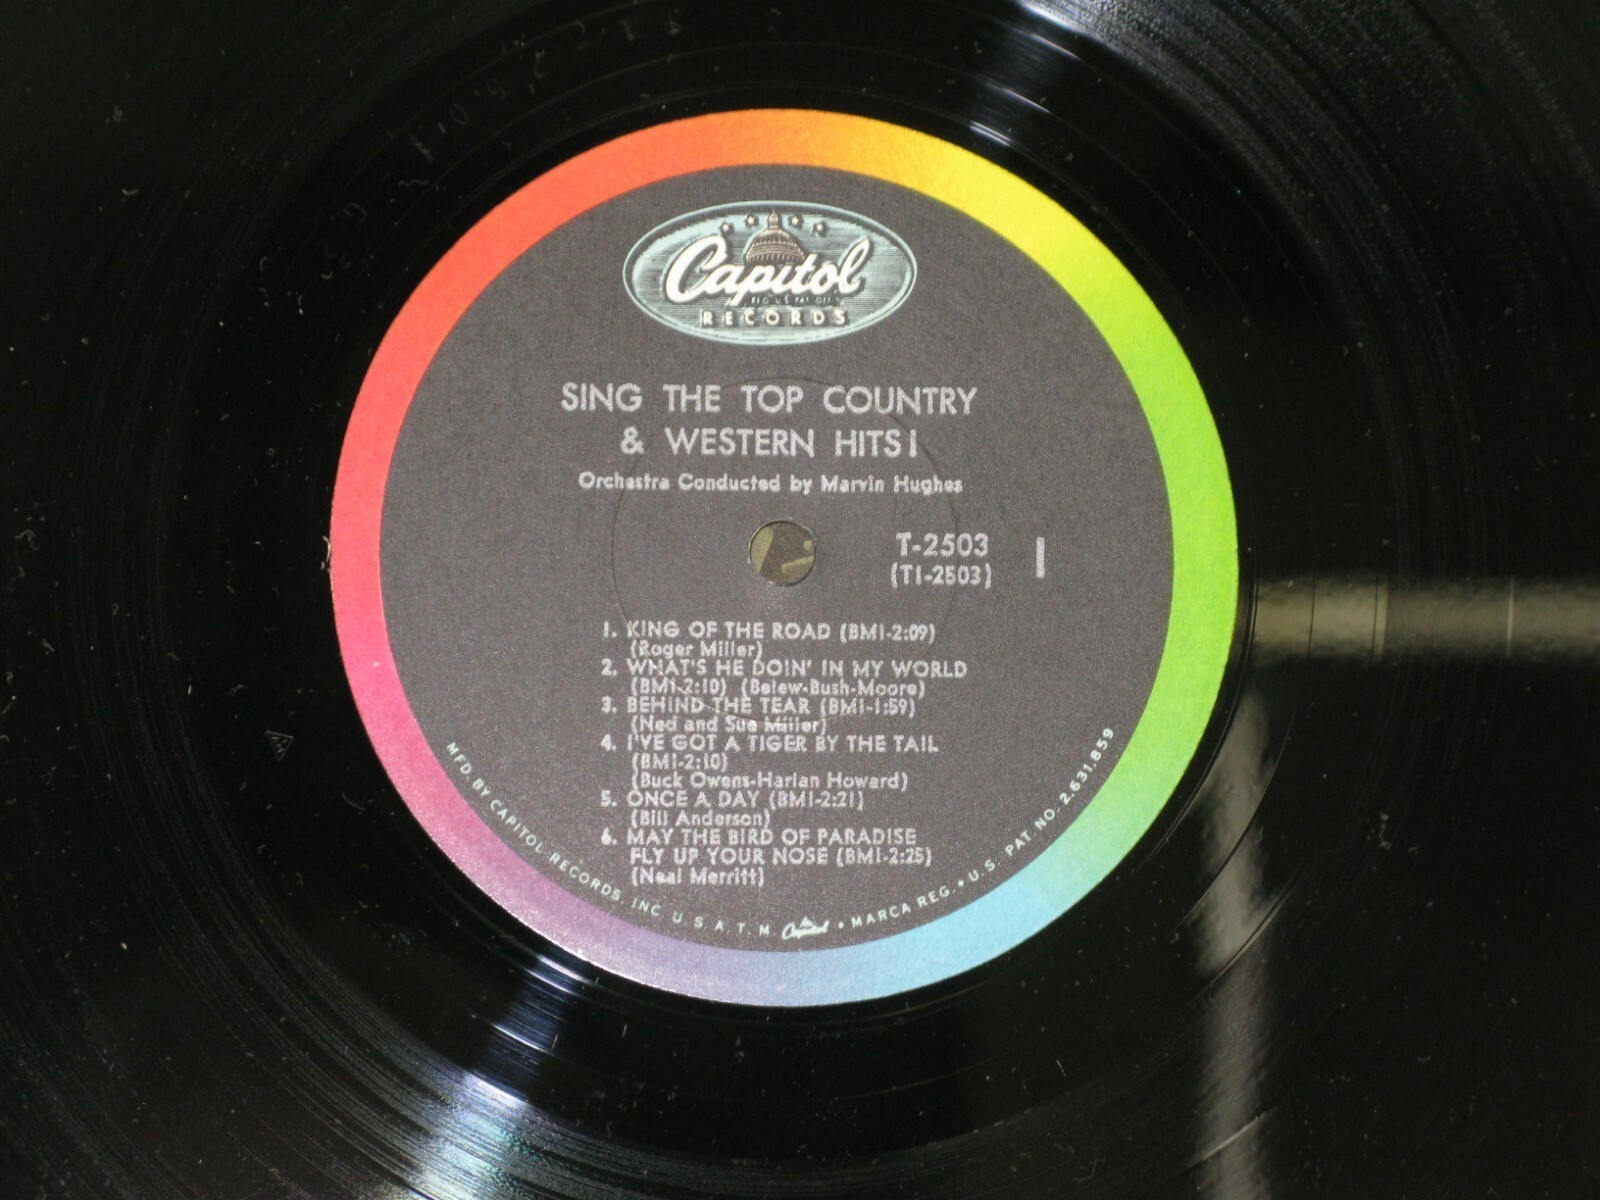 Capitol
REG. U.S. PAT. OFF.
RECORDS
SING THE TOP COUNTRY
& WESTERN HITS!
Orchestra Conducted by Marvin Hughes
T-2503
(T1-2503)
1
1. KING OF THE ROAD (BMI-2:09)
(Roger Miller)
2. WHAT'S HE DOIN' IN MY WORLD
(BMI-2:10) (Belew-Bush-Moore)
3. BEHIND THE TEAR (BMI-1:59)
(Ned and Sue Miller)
4. I'VE GOT A TIGER BY THE TAIL
(BMI-2:10)
(Buck Owens-Harlan Howard)
5. ONCE A DAY (BMI-2:21)
(Bill Anderson)
6. MAY THE BIRD OF PARADISE
FLY UP YOUR NOSE (BMI-2:25)
(Neal Merritt)
MFD. BY CAPITOL RECORDS, INC. U.S.A. T.M. Capitol • MARCA REG. • U.S. PAT. NO. 2,631,859